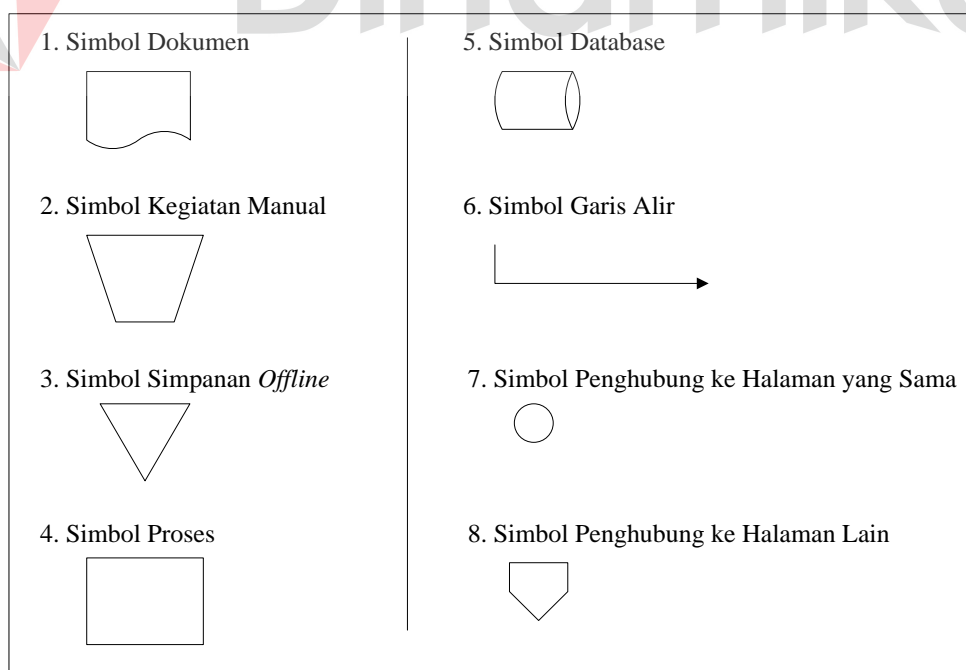 Dinamika
1. Simbol Dokumen
2. Simbol Kegiatan Manual
3. Simbol Simpanan Offline
4. Simbol Proses
5. Simbol Database
6. Simbol Garis Alir
7. Simbol Penghubung ke Halaman yang Sama
8. Simbol Penghubung ke Halaman Lain